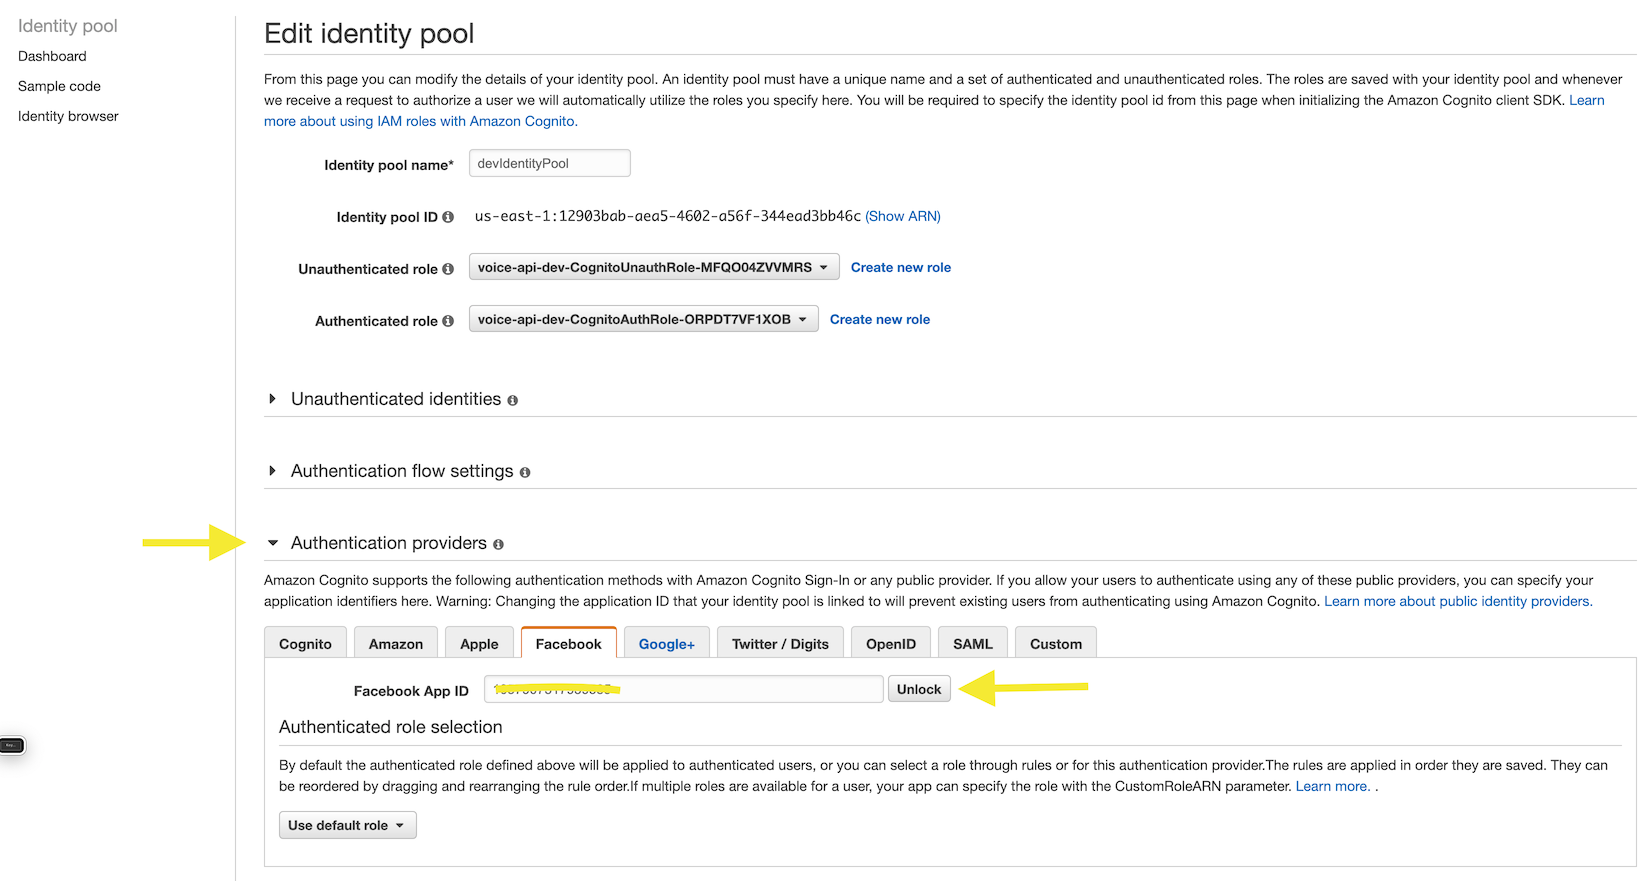 Identity pool
Dashboard
Sample code
Identity browser
Edit identity pool
From this page you can modify the details of your identity pool. An identity pool must have a unique name and a set of authenticated and unauthenticated roles. The roles are saved with your identity pool and whenever
we receive a request to authorize a user we will automatically utilize the roles you specify here. You will be required to specify the identity pool id from this page when initializing the Amazon Cognito client SDK. Learn
more about using IAM roles with Amazon Cognito.
Identity pool name* devIdentityPool
Identity pool ID us-east-1:12903bab-aea5-4602-a56f-344ead3bb46c (Show ARN)
Unauthenticated role voice-api-dev-CognitoUnauthRole-MFQO04ZVVMRS Create new role
Authenticated role voice-api-dev-CognitoAuthRole-ORPDT7VF1XOB Create new role
Unauthenticated identities
Authentication flow settings
Authentication providers
Amazon Cognito supports the following authentication methods with Amazon Cognito Sign-In or any public provider. If you allow your users to authenticate using any of these public providers, you can specify your
application identifiers here. Warning: Changing the application ID that your identity pool is linked to will prevent existing users from authenticating using Amazon Cognito. Learn more about public identity providers.
Cognito Amazon Apple Facebook Google+ Twitter / Digits OpenID SAML Custom
Facebook App ID Unlock
Authenticated role selection
By default the authenticated role defined above will be applied to authenticated users, or you can select a role through rules or for this authentication provider.The rules are applied in order they are saved. They can
be reordered by dragging and rearranging the rule order.If multiple roles are available for a user, your app can specify the role with the CustomRoleARN parameter. Learn more. .
Use default role